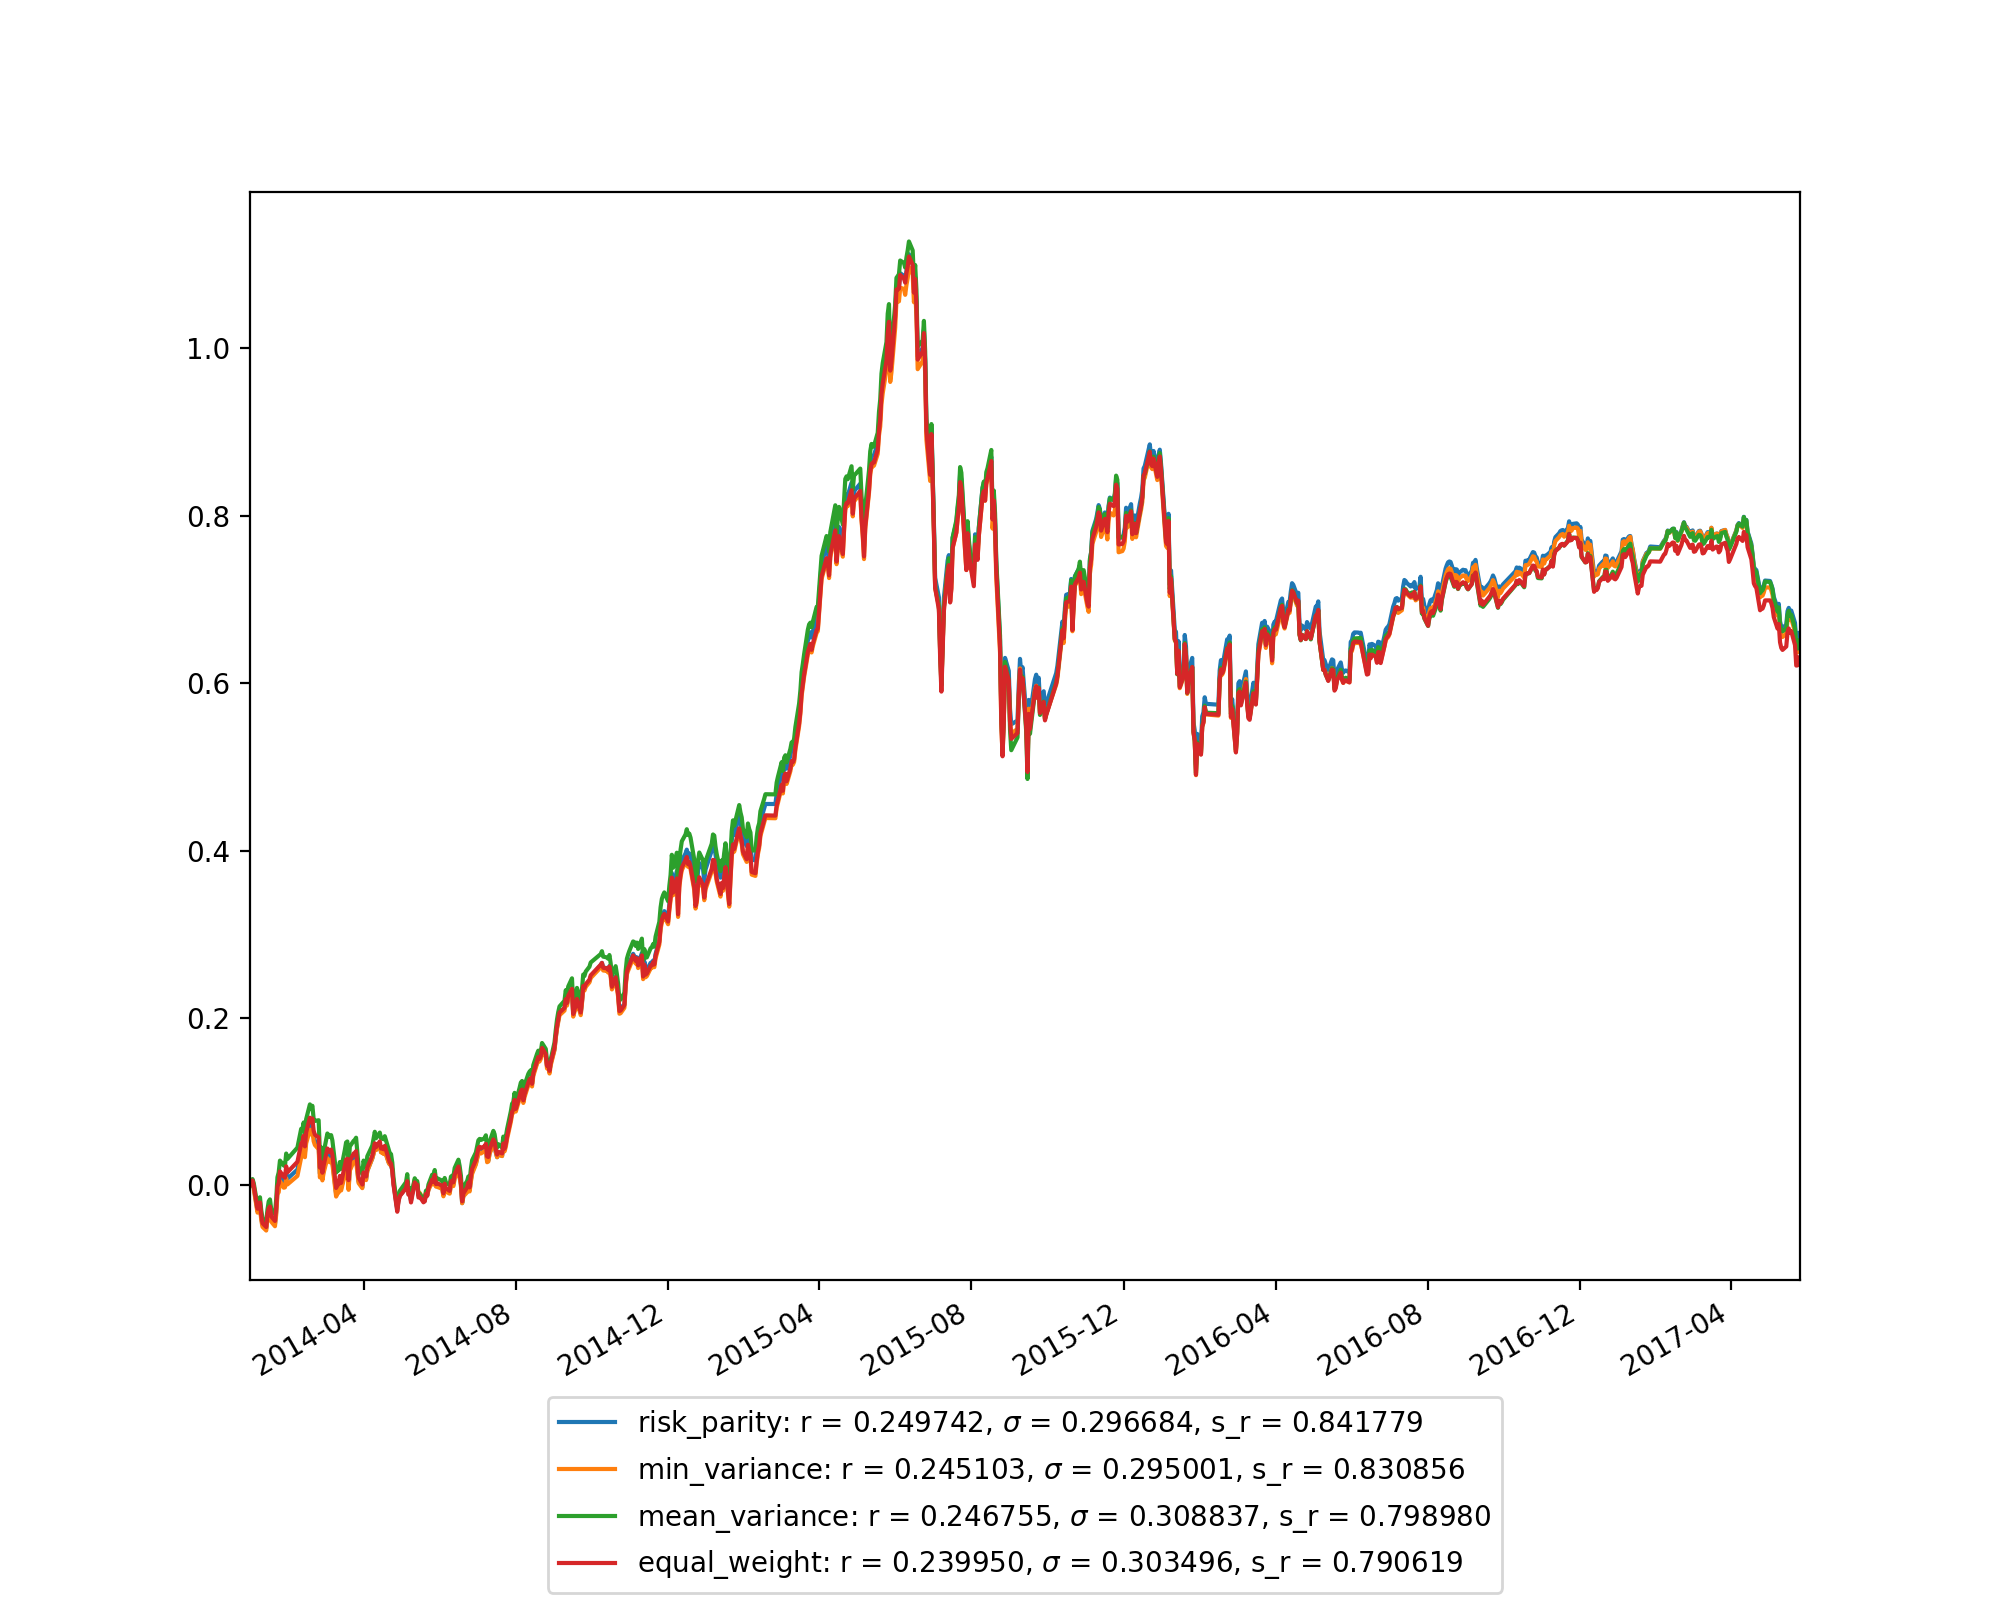 1.0
0.8
0.6
0.4
0.2
0.0
2014-04 2014-08 2014-12 2015-04 2015-08 2015-12 2016-04 2016-08 2016-12 2017-04
risk_parity: r = 0.249742, σ = 0.296684, s_r = 0.841779
min_variance: r = 0.245103, σ = 0.295001, s_r = 0.830856
mean_variance: r = 0.246755, σ = 0.308837, s_r = 0.798980
equal_weight: r = 0.239950, σ = 0.303496, s_r = 0.790619